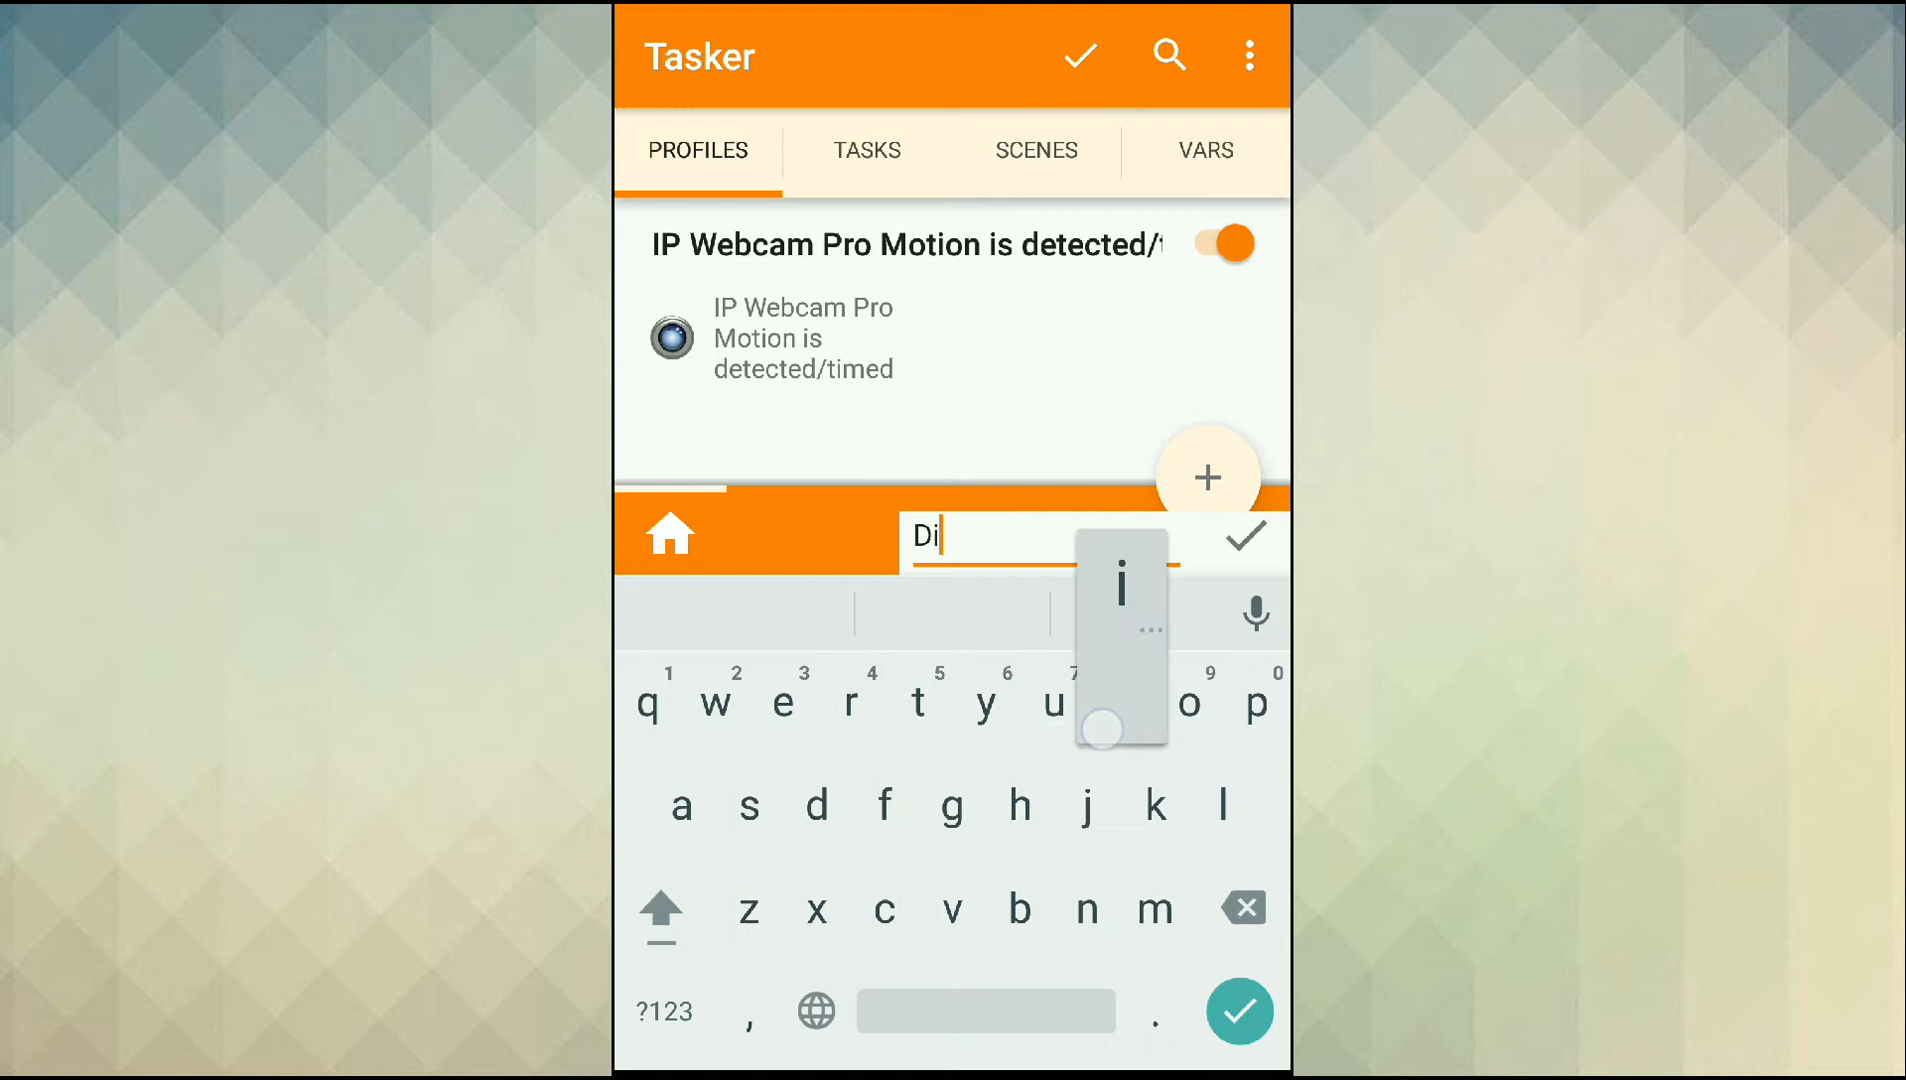 Tasker
PROFILES TASKS SCENES VARS
IP Webcam Pro Motion is detected/
IP Webcam Pro
Motion is
detected/timed
+
Di
i
...
1 2 3 4 5 6 7 9 0
q w e r t y u o p
a s d f g h j k l
z x c v b n m
?123 , .